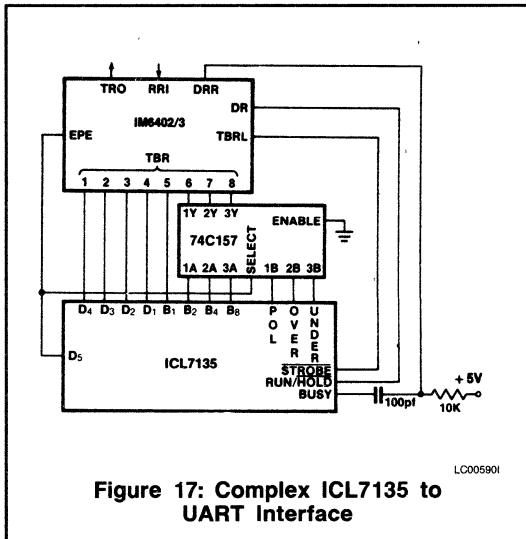 TRO RRI DRR
IM6402/3
DR
EPE
TBRL
TBR
1 2 3 4 5 6 7 8
1Y 2Y 3Y
ENABLE
74C157
SELECT
1A 2A 3A 1B 2B 3B
D4 D3 D2 D1 B1 B2 B4 B8
POL
OVER
UNDER
D5
ICL7135
STROBE
RUN/HOLD
BUSY
100pf
+5V
10K
LC00590I
Figure 17: Complex ICL7135 to
UART Interface